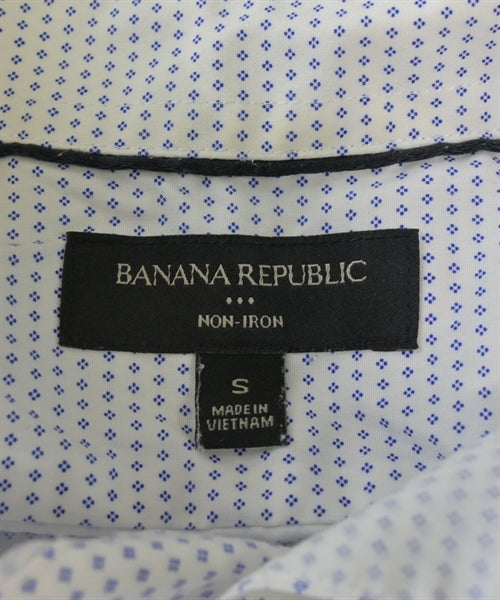 BANANA REPUBLIC
NON-IRON
S
MADE IN
VIETNAM